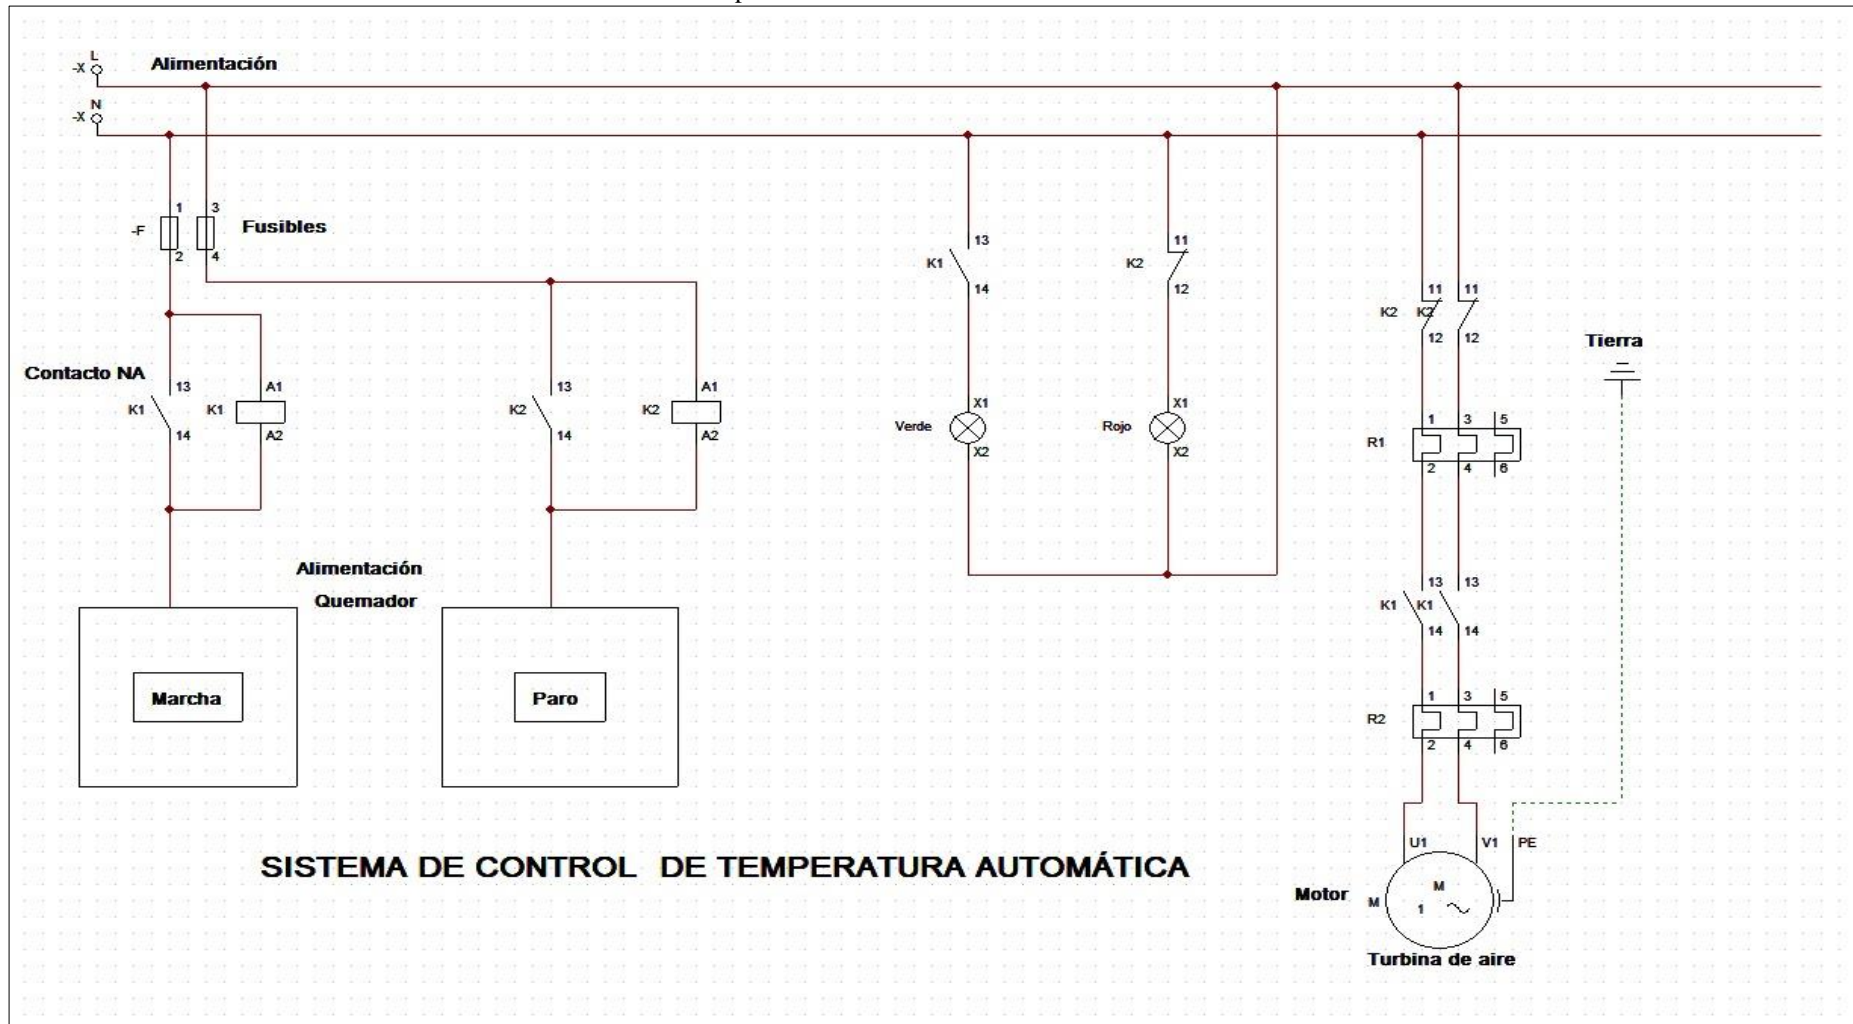 L
-X
Alimentación
N
-X
1
3
-F
Fusibles
2
4
13
K1
14
11
K2
12
11
11
K2
K2
12
12
Tierra
Contacto NA
13
A1
K1
K1
14
A2
13
A1
K2
K2
14
A2
X1
Verde
X2
X1
Rojo
X2
1
3
5
R1
2
4
6
Alimentación
Quemador
13
13
K1
K1
14
14
Marcha
Paro
1
3
5
R2
2
4
6
U1
V1
PE
SISTEMA DE CONTROL DE TEMPERATURA AUTOMÁTICA
Motor
M
M
1
Turbina de aire